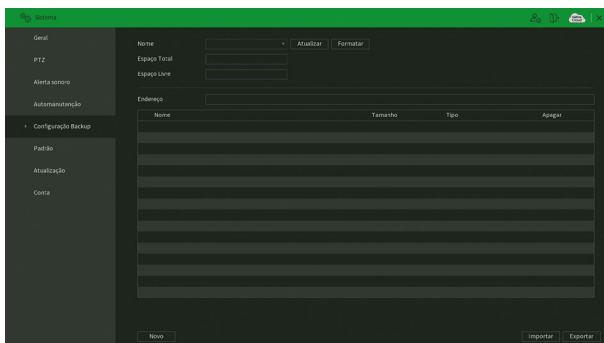 Sistema
Geral
PTZ
Alerta sonoro
Automanutenção
Configuração Backup
Padrão
Atualização
Conta
Nome Atualizar Formatar
Espaço Total
Espaço Livre
Endereço
Nome Tamanho Tipo Apagar
Novo Importar Exportar